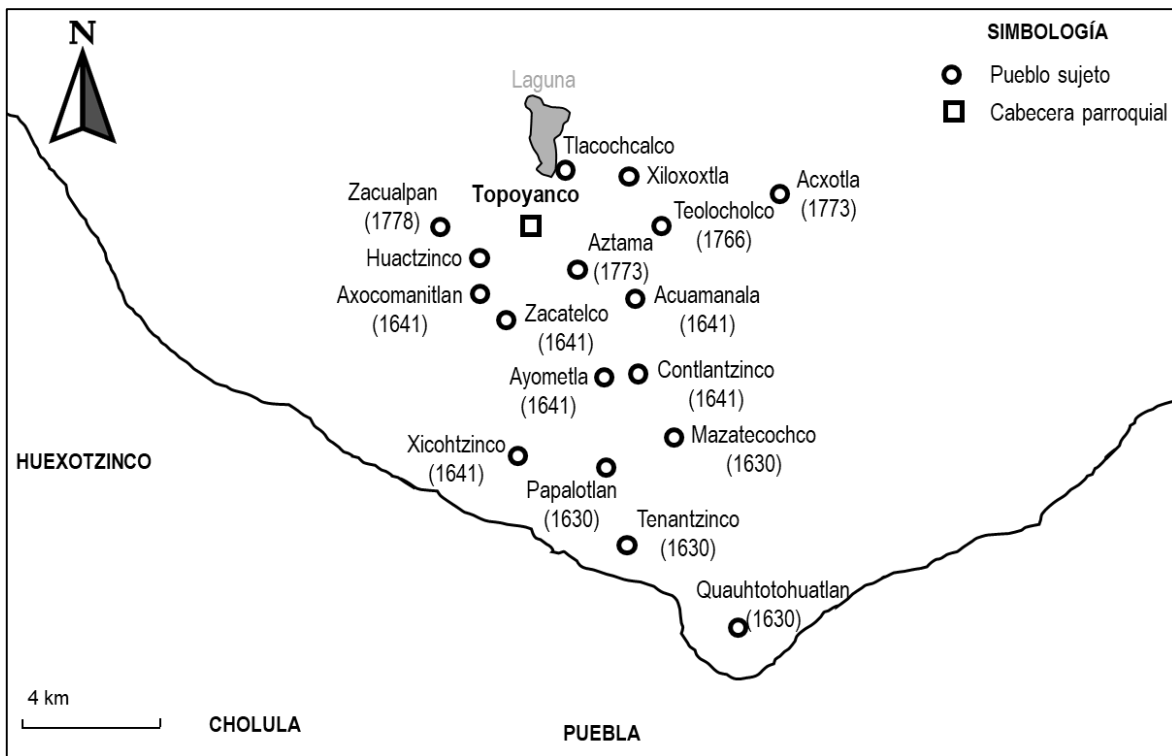 N
SIMBOLOGÍA
Pueblo sujeto
Cabecera parroquial
Laguna
Tlacochcalco
Xiloxoxtla
Acxotla
(1773)
Zacualpan
(1778)
Topoyanco
Teolocholco
(1766)
Aztama
(1773)
Huactzinco
Axocomanitlan
(1641)
Acuamanala
(1641)
Zacatelco
(1641)
Ayometla
(1641)
Contlantzinco
(1641)
Xicohtzinco
(1641)
Mazatecochco
(1630)
HUEXOTZINCO
Papalotlan
(1630)
Tenantzinco
(1630)
Quauhtotohuatlan
(1630)
4 km
CHOLULA
PUEBLA